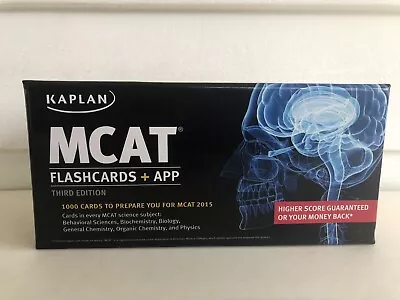 KAPLAN
MCAT®
FLASHCARDS + APP
THIRD EDITION
1000 CARDS TO PREPARE YOU FOR MCAT 2015
Cards in every MCAT science subject:
Behavioral Sciences, Biochemistry, Biology,
General Chemistry, Organic Chemistry, and Physics
HIGHER SCORE GUARANTEED
OR YOUR MONEY BACK*